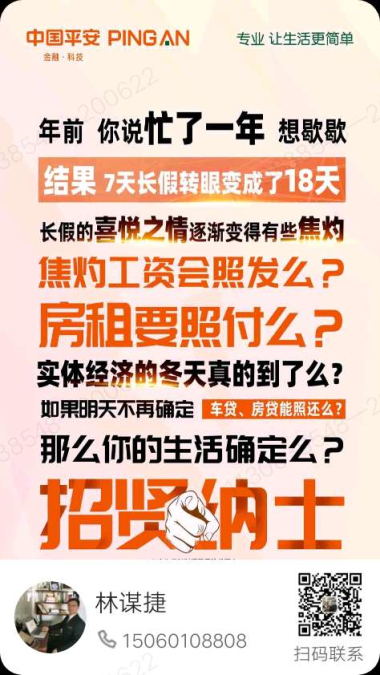 中国平安 PINGAN
金融·科技
专业 让生活更简单
年前 你说忙了一年 想歇歇
结果 7天长假转眼变成了18天
长假的喜悦之情逐渐变得有些焦灼
焦灼工资会照发么？
房租要照付么？
实体经济的冬天真的到了么?
如果明天不再确定 车贷、房贷能照还么?
那么你的生活确定么?
招贤纳士
林谋捷
15060108808
扫码联系